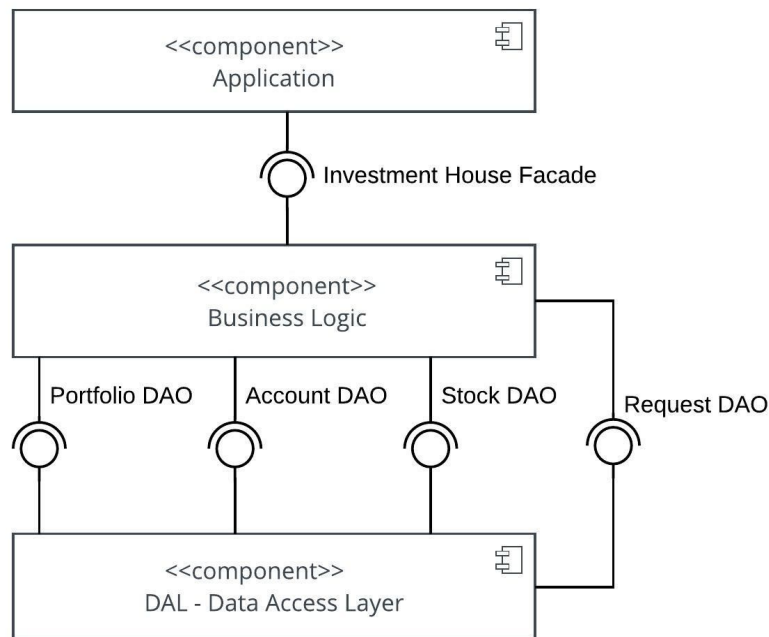 <<component>>
Application
Investment House Facade
<<component>>
Business Logic
Portfolio DAO
Account DAO
Stock DAO
Request DAO
<<component>>
DAL - Data Access Layer